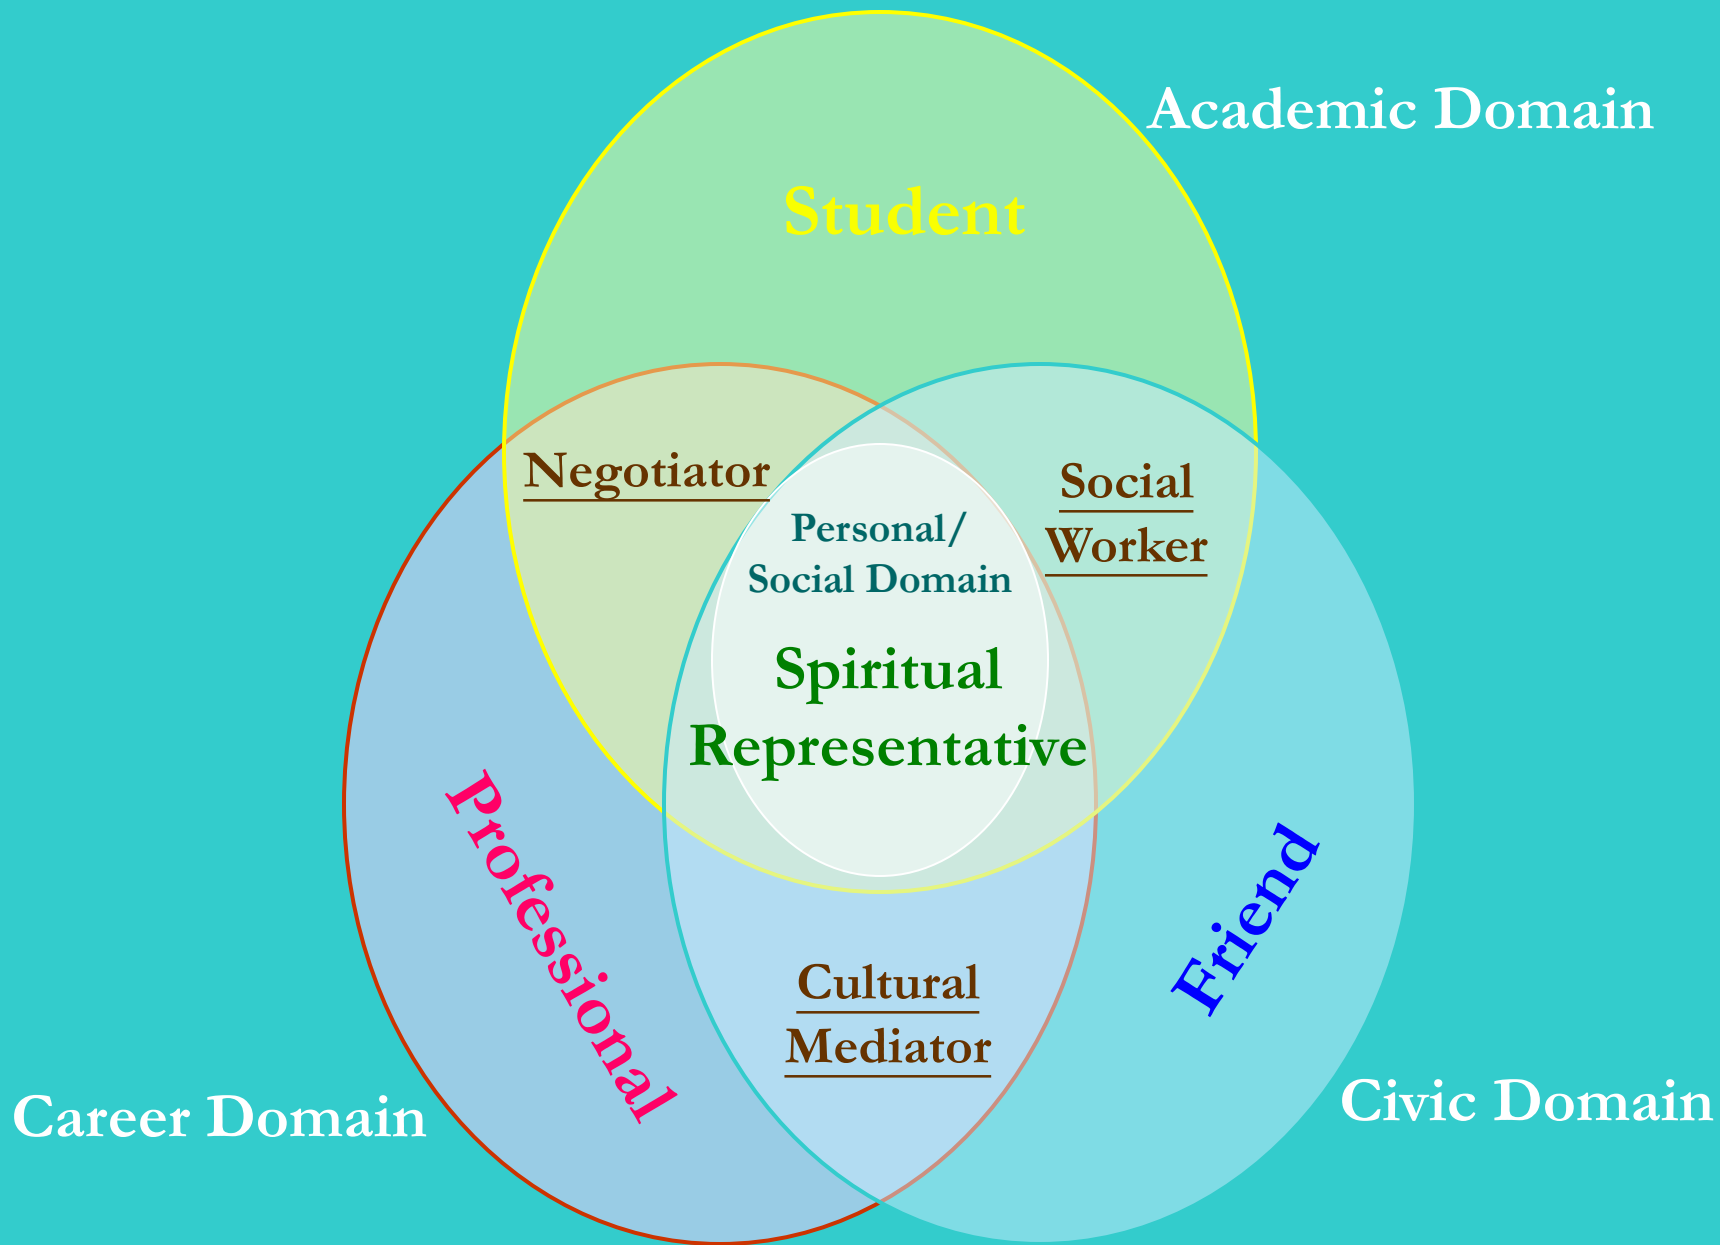 Academic Domain
Student
Negotiator
Social
Worker
Personal/
Social Domain
Spiritual
Representative
Professional
Friend
Cultural
Mediator
Career Domain
Civic Domain